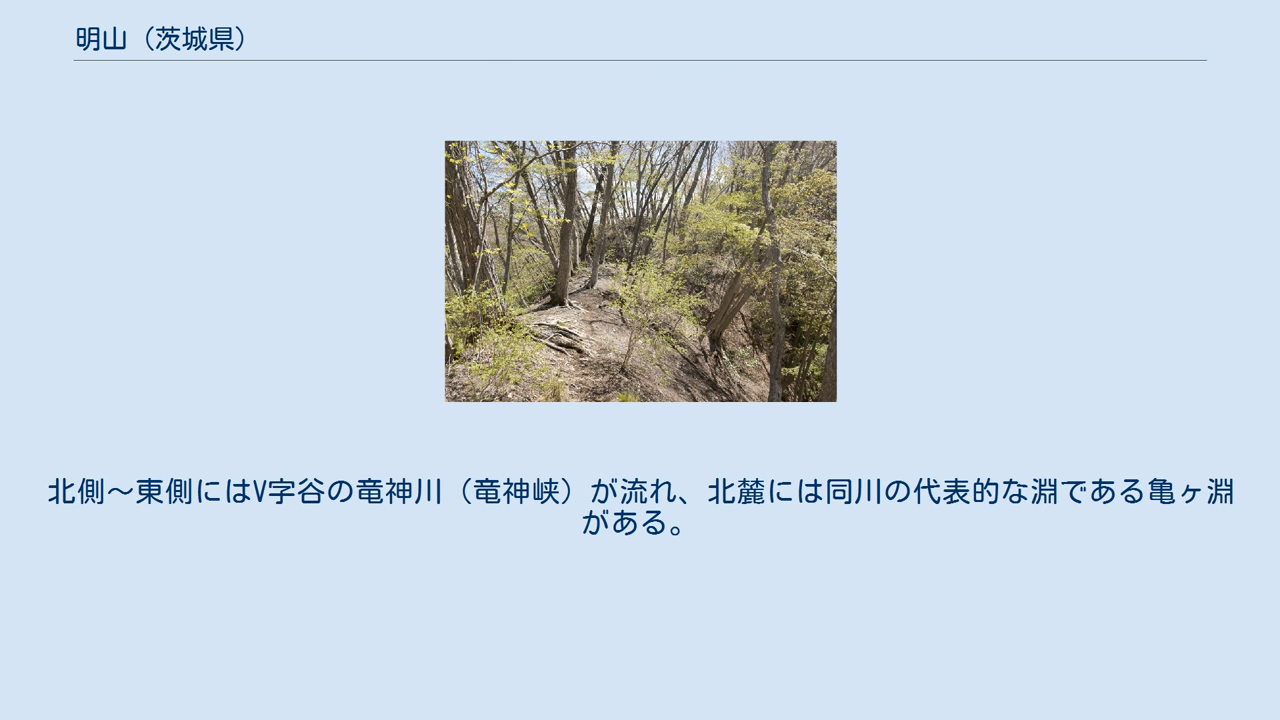 明山（茨城県）
北側～東側にはV字谷の竜神川（竜神峡）が流れ、北麓には同川の代表的な淵である亀ヶ淵
がある。